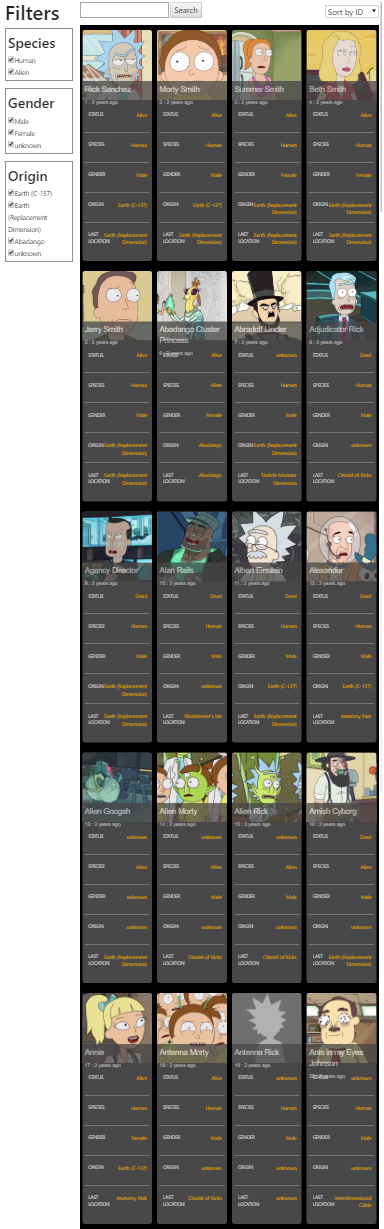 Filters
Search
Sort by ID
Species
Human
Alien
Gender
Male
Female
unknown
Origin
Earth (C-137)
Earth
(Replacement
Dimension)
Abadango
unknown
Rick Sanchez
1 : 2 years ago
STATUS Alive
SPECIES Human
GENDER Male
ORIGIN Earth (C-137)
LAST LOCATION Earth (Replacement Dimension)
Morty Smith
2 : 2 years ago
STATUS Alive
SPECIES Human
GENDER Male
ORIGIN Earth (C-137)
LAST LOCATION Earth (Replacement Dimension)
Summer Smith
3 : 2 years ago
STATUS Alive
SPECIES Human
GENDER Female
ORIGIN Earth (Replacement Dimension)
LAST LOCATION Earth (Replacement Dimension)
Beth Smith
4 : 2 years ago
STATUS Alive
SPECIES Human
GENDER Female
ORIGIN Earth (Replacement Dimension)
LAST LOCATION Earth (Replacement Dimension)
Jerry Smith
5 : 2 years ago
STATUS Alive
SPECIES Human
GENDER Male
ORIGIN Earth (Replacement Dimension)
LAST LOCATION Earth (Replacement Dimension)
Abadango Cluster
Princess
6 : 2 years ago
STATUS Alive
SPECIES Alien
GENDER Female
ORIGIN Abadango
LAST LOCATION Abadango
Abradolf Lincler
7 : 2 years ago
STATUS unknown
SPECIES Human
GENDER Male
ORIGIN Earth (Replacement Dimension)
LAST LOCATION Testicle Monster Dimension
Adjudicator Rick
8 : 2 years ago
STATUS Dead
SPECIES Human
GENDER Male
ORIGIN unknown
LAST LOCATION Citadel of Ricks
Agency Director
9 : 2 years ago
STATUS Dead
SPECIES Human
GENDER Male
ORIGIN Earth (Replacement Dimension)
LAST LOCATION Earth (Replacement Dimension)
Alan Rails
10 : 2 years ago
STATUS Dead
SPECIES Human
GENDER Male
ORIGIN unknown
LAST LOCATION Worldender's lair
Albert Einstein
11 : 2 years ago
STATUS Dead
SPECIES Human
GENDER Male
ORIGIN Earth (C-137)
LAST LOCATION Earth (Replacement Dimension)
Alexander
12 : 2 years ago
STATUS Dead
SPECIES Human
GENDER Male
ORIGIN Earth (C-137)
LAST LOCATION Anatomy Park
Alien Googah
13 : 2 years ago
STATUS unknown
SPECIES Alien
GENDER unknown
ORIGIN unknown
LAST LOCATION Earth (Replacement Dimension)
Alien Morty
14 : 2 years ago
STATUS unknown
SPECIES Alien
GENDER Male
ORIGIN unknown
LAST LOCATION Citadel of Ricks
Alien Rick
15 : 2 years ago
STATUS unknown
SPECIES Alien
GENDER Male
ORIGIN unknown
LAST LOCATION Citadel of Ricks
Amish Cyborg
16 : 2 years ago
STATUS Dead
SPECIES Alien
GENDER Male
ORIGIN unknown
LAST LOCATION Earth (Replacement Dimension)
Annie
17 : 2 years ago
STATUS Alive
SPECIES Human
GENDER Female
ORIGIN Earth (C-137)
LAST LOCATION Anatomy Park
Antenna Morty
18 : 2 years ago
STATUS Alive
SPECIES Human
GENDER Male
ORIGIN unknown
LAST LOCATION Citadel of Ricks
Antenna Rick
19 : 2 years ago
STATUS unknown
SPECIES Human
GENDER Male
ORIGIN unknown
LAST LOCATION unknown
Ants in my Eyes
Johnson
20 : 2 years ago
STATUS unknown
SPECIES Human
GENDER Male
ORIGIN unknown
LAST LOCATION Interdimensional Cable